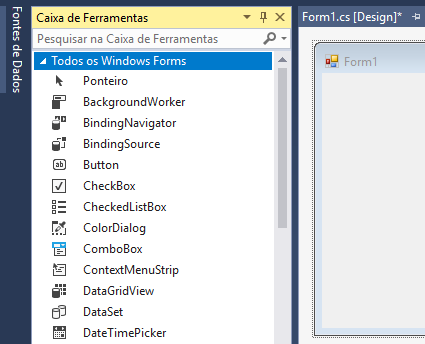 Fontes de Dados
Caixa de Ferramentas
Pesquisar na Caixa de Ferramentas
Todos os Windows Forms
Ponteiro
BackgroundWorker
BindingNavigator
BindingSource
ab Button
CheckBox
CheckedListBox
ColorDialog
ComboBox
ContextMenuStrip
DataGridView
DataSet
DateTimePicker
Form1.cs [Design]*
Form1